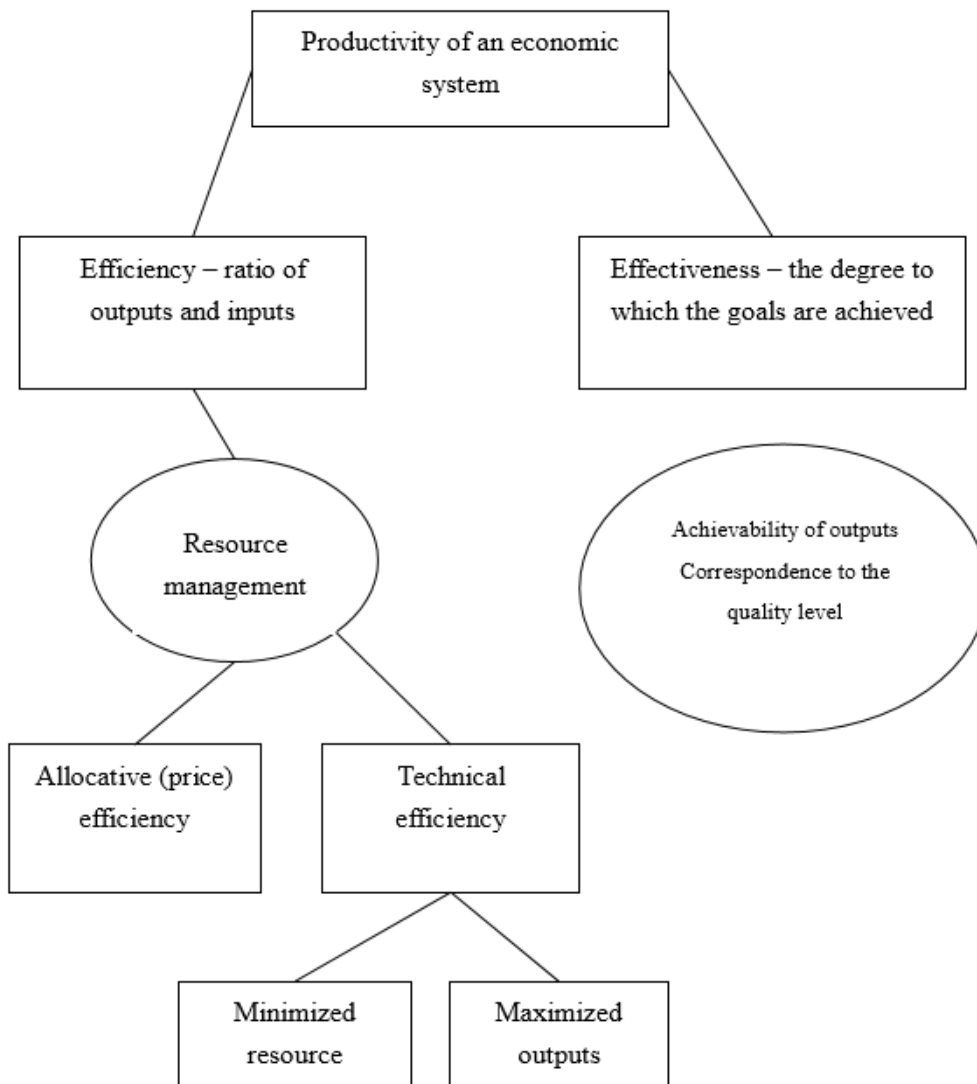 Productivity of an economic
system
Efficiency – ratio of
outputs and inputs
Effectiveness – the degree to
which the goals are achieved
Resource
management
Achievability of outputs
Correspondence to the
quality level
Allocative (price)
efficiency
Technical
efficiency
Minimized
resource
Maximized
outputs